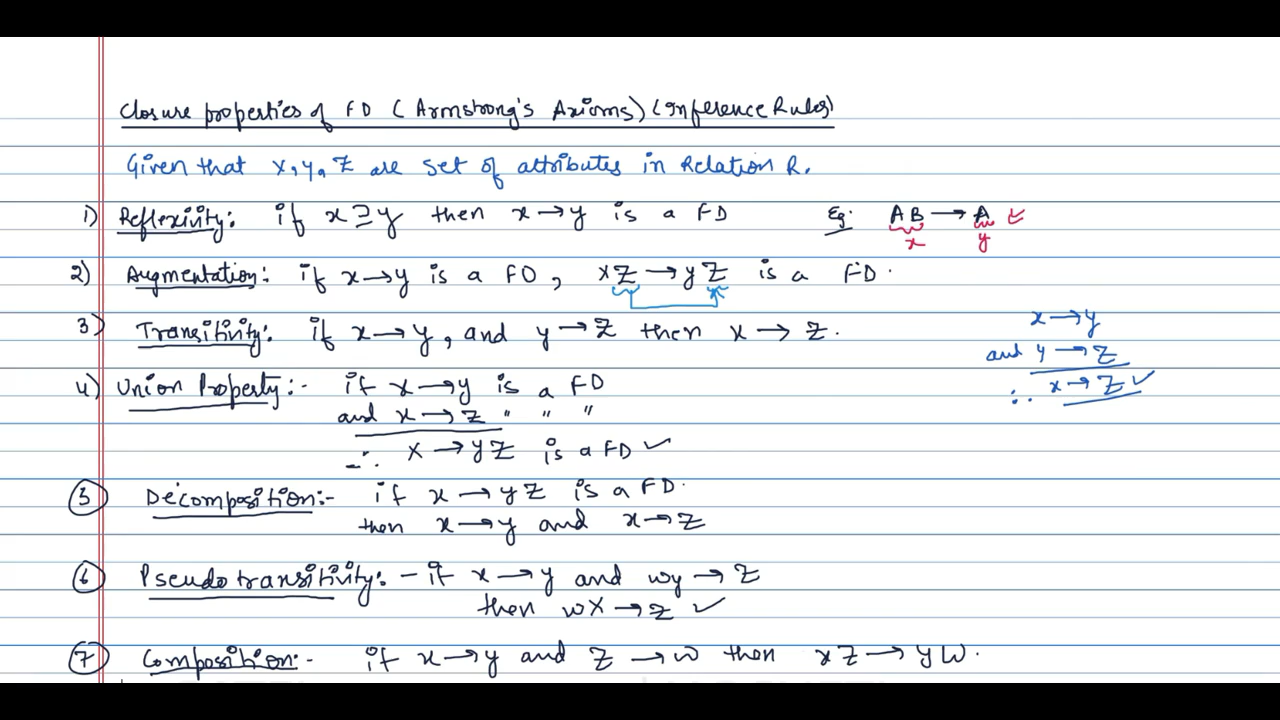 Closure properties of FD (Armstrong's Axioms) (Inference Rules)
Given that x, y, Z are set of attributes in Relation R.
1) Reflexivity: if x ⊇ y then x → y is a FD Eg: AB → A
x y
2) Augmentation: if x → y is a FD, xZ → yZ is a FD.
3) Transitivity: if x → y, and y → Z then x → Z.
x → y
and y → Z
∴ x → Z ✓
4) Union Property:- if x → y is a FD
and x → Z " " "
∴ X → yZ is a FD ✓
5) Decomposition:- if x → yZ is a FD.
then x → y and x → Z
6) Pseudo transitivity:- if x → y and wy → Z
then wX → Z ✓
7) Composition:- if x → y and Z → w then xZ → yW.